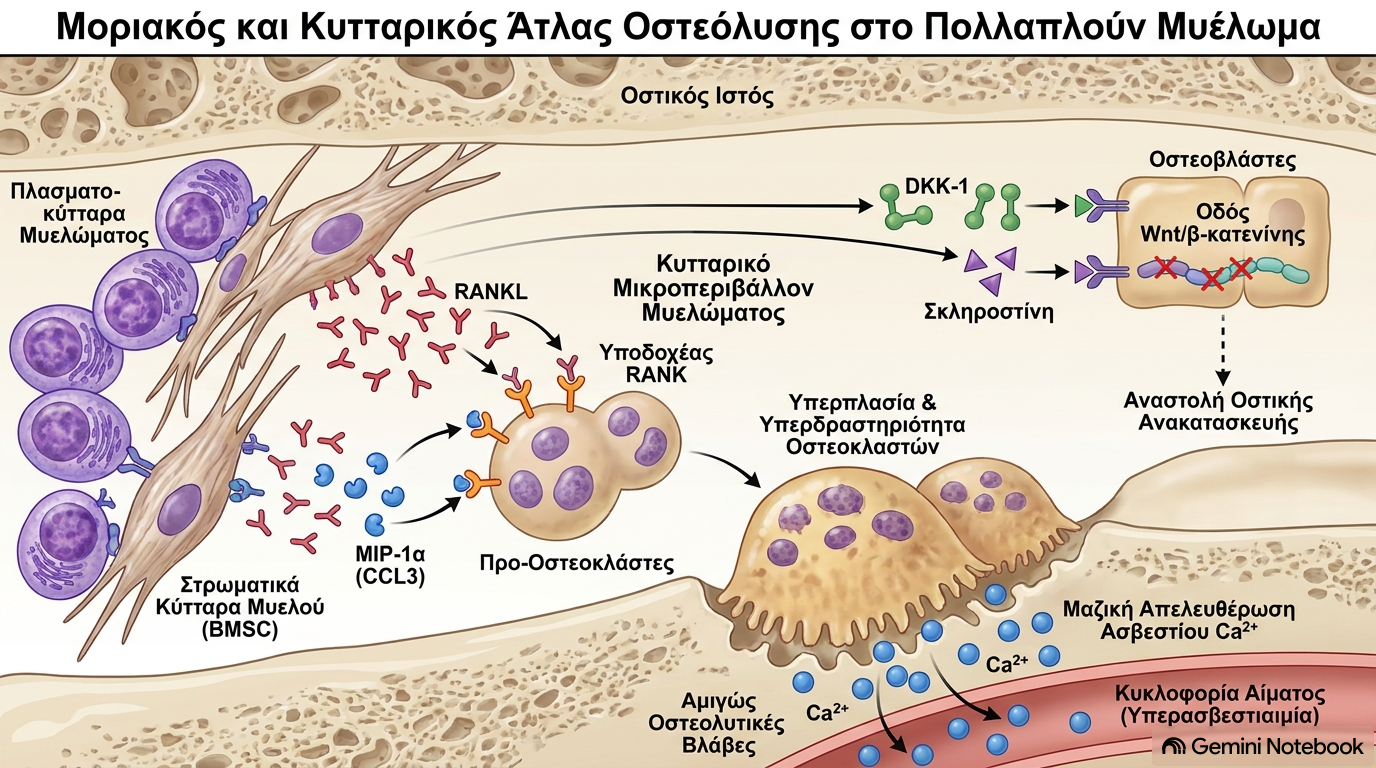 Μοριακός και Κυτταρικός Άτλας Οστεόλυσης στο Πολλαπλούν Μυέλωμα
Οστικός Ιστός
Πλασματο-
κύτταρα
Μυελώματος
RANKL
DKK-1
Σκληροστίνη
Οστεοβλάστες
Οδός
Wnt/β-κατενίνης
Κυτταρικό
Μικροπεριβάλλον
Μυελώματος
Υποδοχέας
RANK
Αναστολή Οστικής
Ανακατασκευής
Υπερπλασία &
Υπερδραστηριότητα
Οστεοκλαστών
MIP-1α
(CCL3)
Προ-Οστεοκλάστες
Στρωματικά
Κύτταρα Μυελού
(BMSC)
Μαζική Απελευθέρωση
Ασβεστίου Ca²⁺
Ca²⁺
Ca²⁺
Αμιγώς
Οστεολυτικές
Βλάβες
Κυκλοφορία Αίματος
(Υπερασβεστιαιμία)
Gemini Notebook